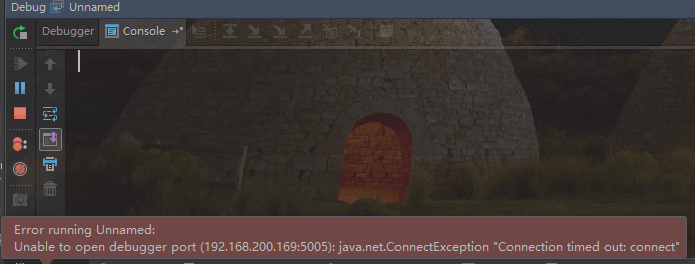 Debug Unnamed
Debugger Console
Error running Unnamed:
Unable to open debugger port (192.168.200.169:5005): java.net.ConnectException "Connection timed out: connect"